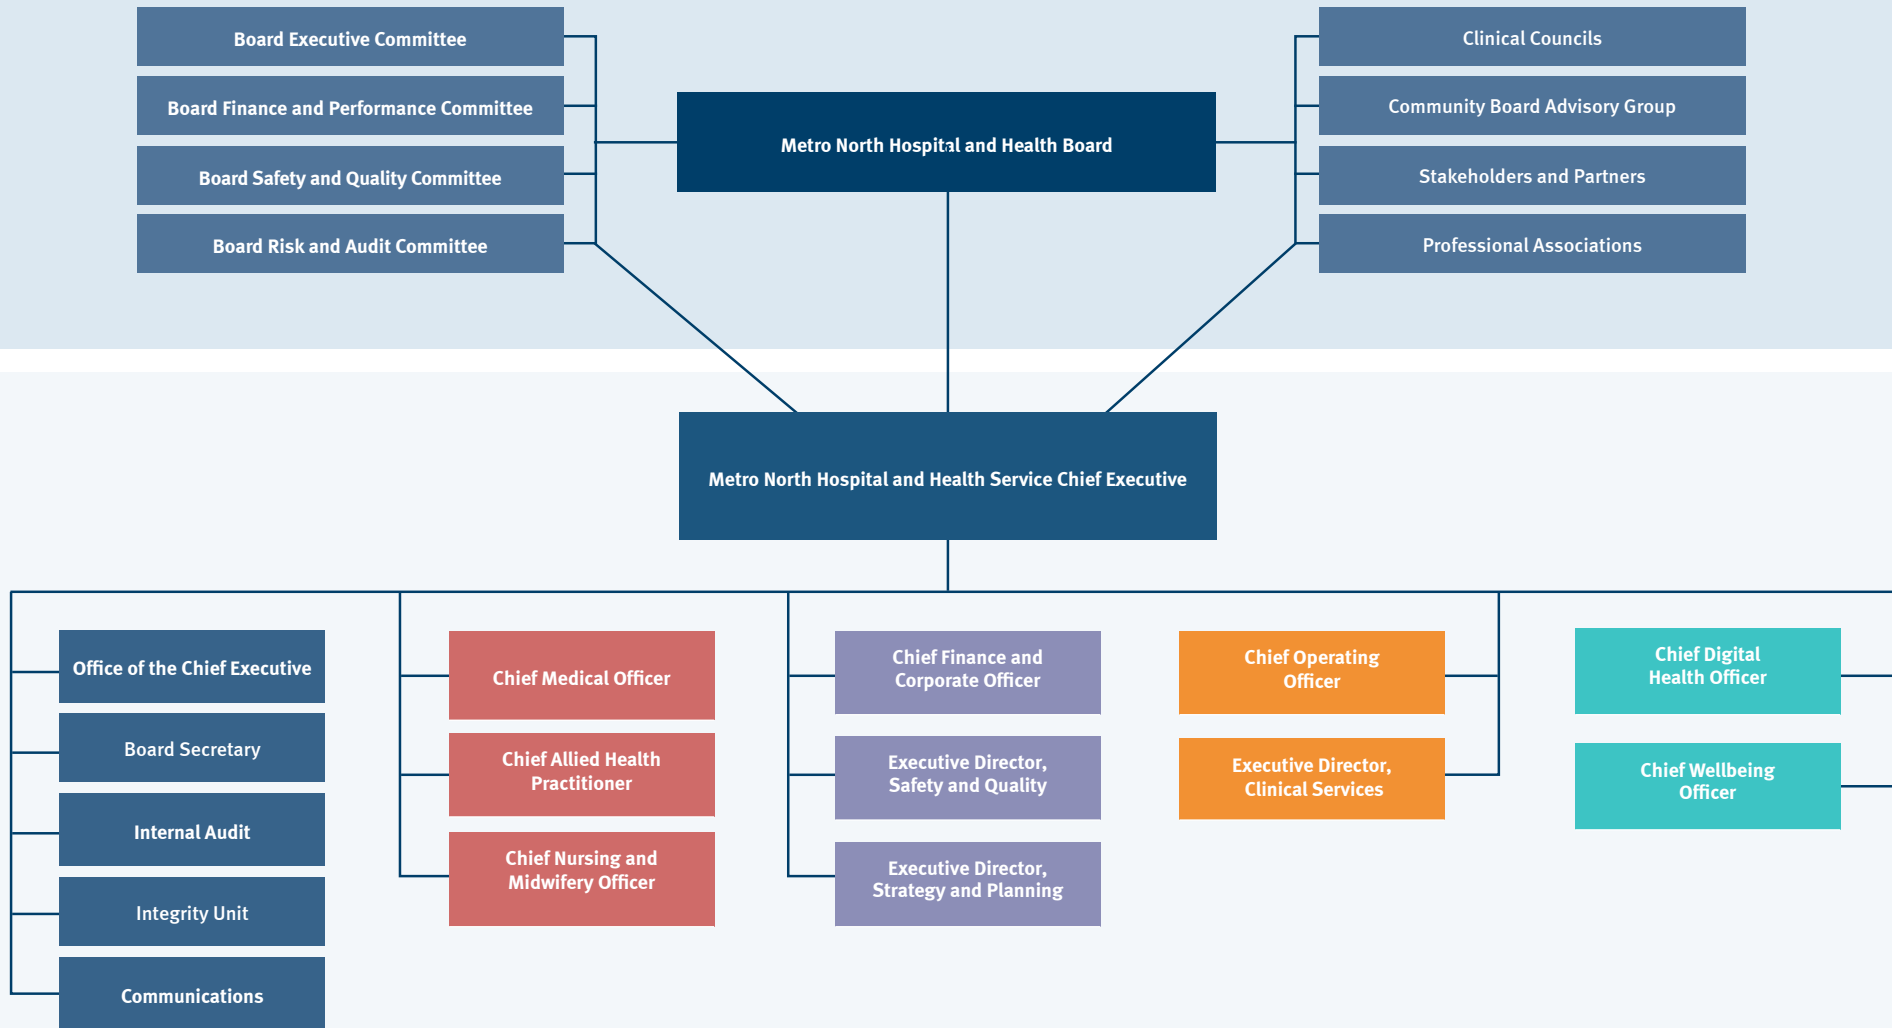 Board Executive Committee
Board Finance and Performance Committee
Board Safety and Quality Committee
Board Risk and Audit Committee
Metro North Hospital and Health Board
Clinical Councils
Community Board Advisory Group
Stakeholders and Partners
Professional Associations
Metro North Hospital and Health Service Chief Executive
Office of the Chief Executive
Board Secretary
Internal Audit
Integrity Unit
Communications
Chief Medical Officer
Chief Allied Health
Practitioner
Chief Nursing and
Midwifery Officer
Chief Finance and
Corporate Officer
Executive Director,
Safety and Quality
Executive Director,
Strategy and Planning
Chief Operating
Officer
Executive Director,
Clinical Services
Chief Digital
Health Officer
Chief Wellbeing
Officer